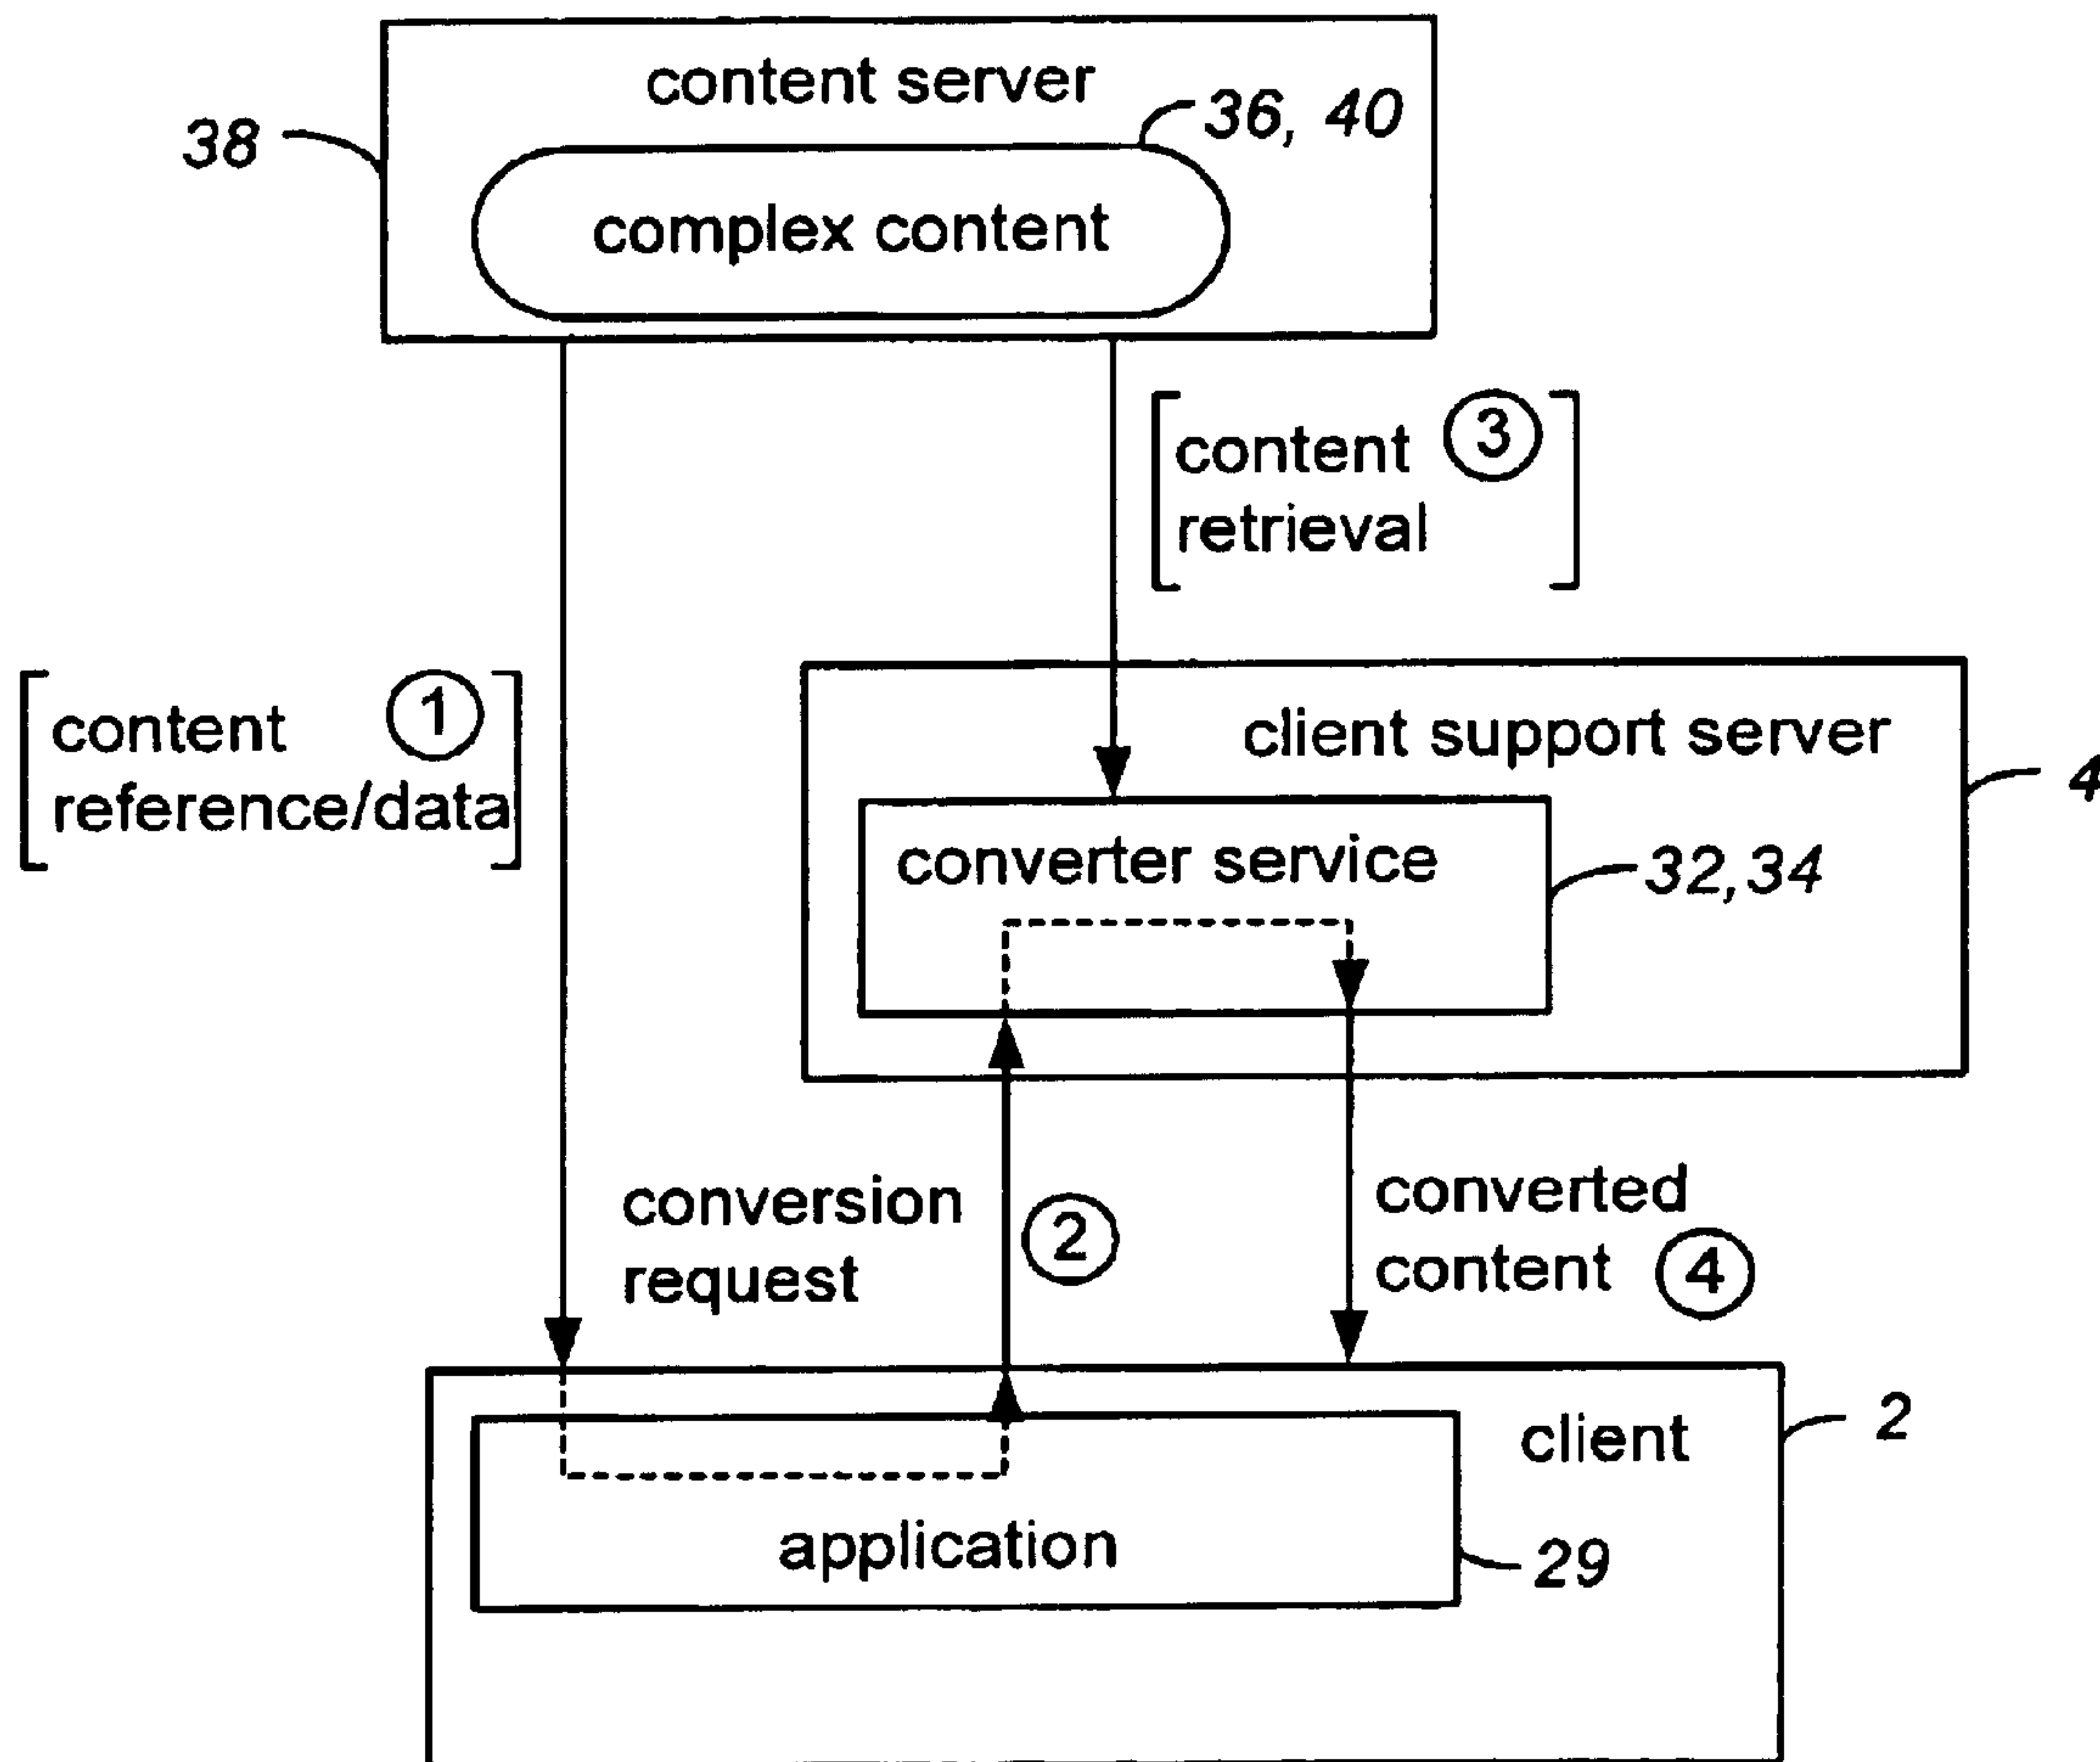 content server
36, 40
38
complex content
content 3
retrieval
content 1
reference/data
client support server
4
converter service
32,34
conversion
request
2
converted
content 4
client
2
application
29